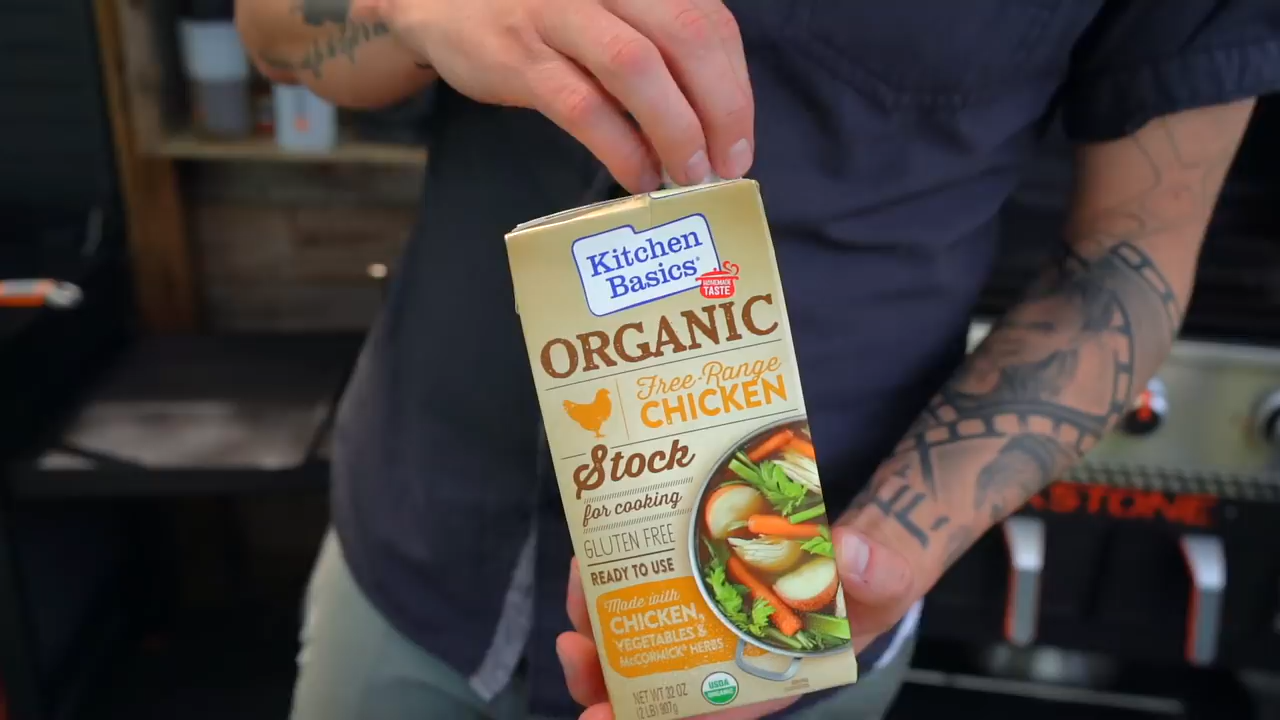 Kitchen
Basics®
HOMEMADE
TASTE
ORGANIC
Free-Range
CHICKEN
Stock
for cooking
GLUTEN FREE
READY TO USE
Made with
CHICKEN,
VEGETABLES &
McCORMICK® HERBS
NET WT 32 OZ
(2 LB) 907g
USDA
ORGANIC